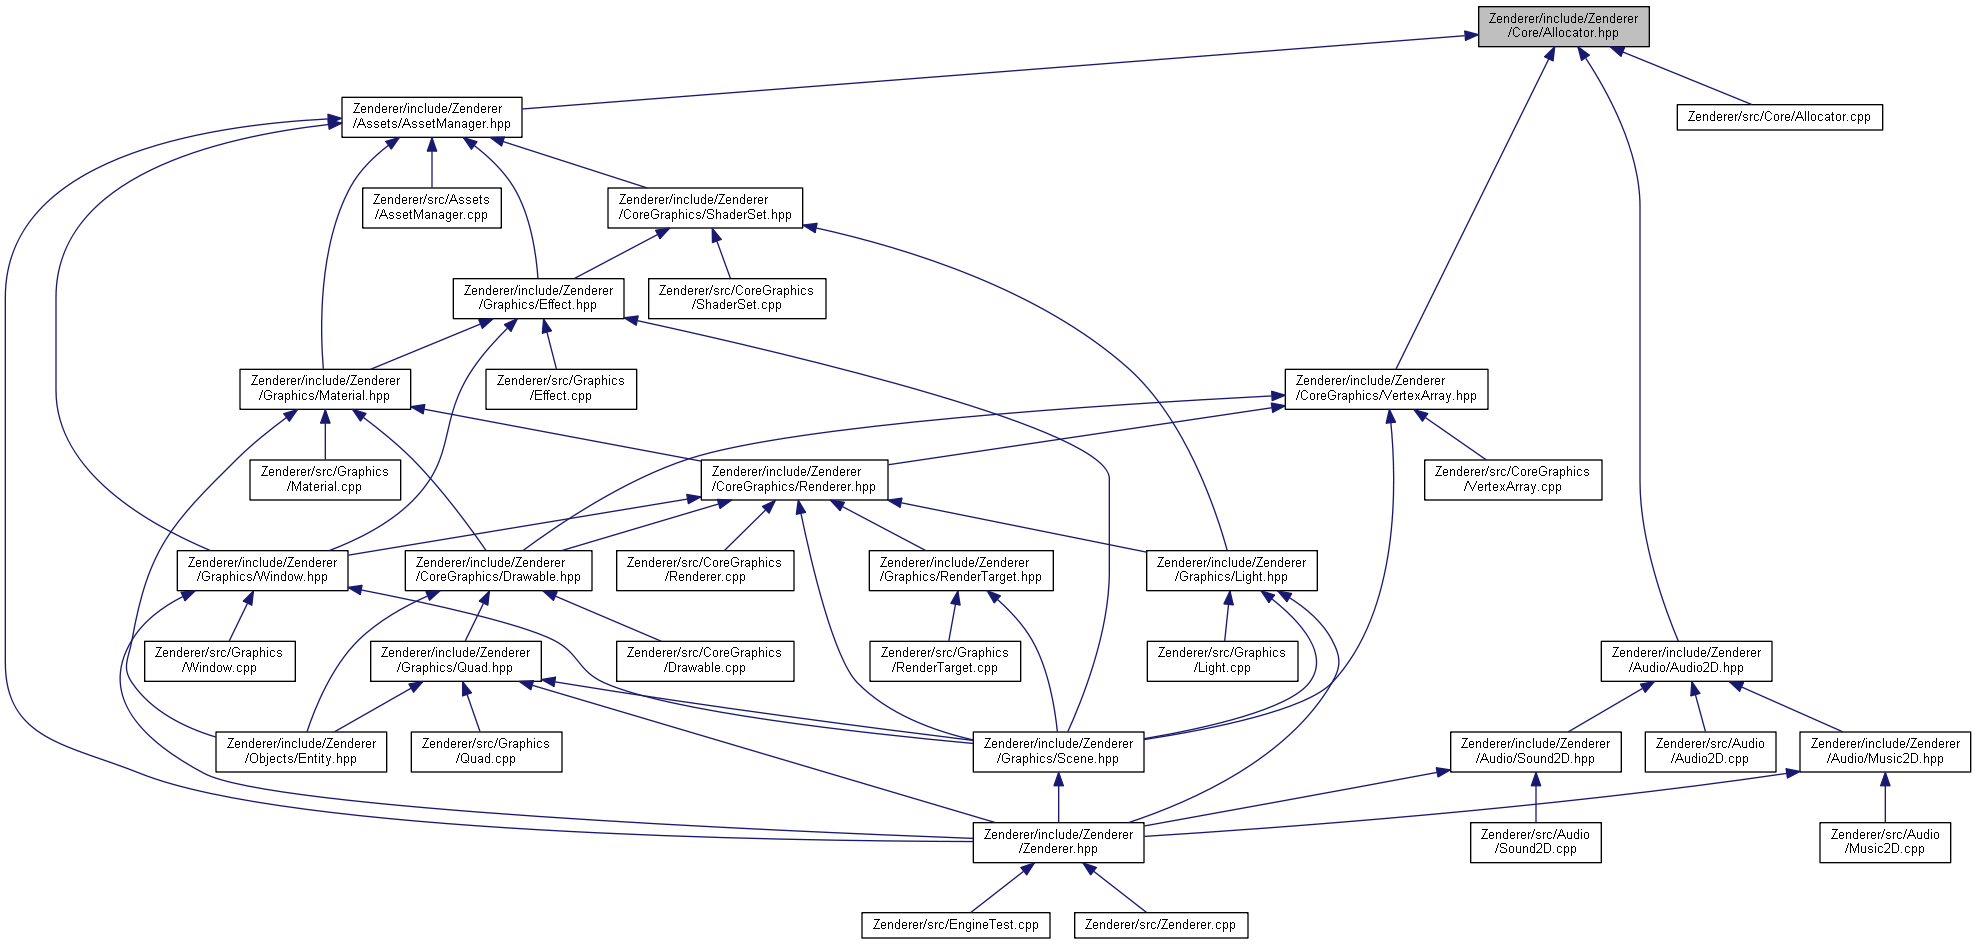 Zenderer/include/Zenderer
/Core/Allocator.hpp
Zenderer/include/Zenderer
/Assets/AssetManager.hpp
Zenderer/src/Core/Allocator.cpp
Zenderer/src/Assets
/AssetManager.cpp
Zenderer/include/Zenderer
/CoreGraphics/ShaderSet.hpp
Zenderer/include/Zenderer
/Graphics/Effect.hpp
Zenderer/src/CoreGraphics
/ShaderSet.cpp
Zenderer/include/Zenderer
/Graphics/Material.hpp
Zenderer/src/Graphics
/Effect.cpp
Zenderer/include/Zenderer
/CoreGraphics/VertexArray.hpp
Zenderer/src/Graphics
/Material.cpp
Zenderer/include/Zenderer
/CoreGraphics/Renderer.hpp
Zenderer/src/CoreGraphics
/VertexArray.cpp
Zenderer/include/Zenderer
/Graphics/Window.hpp
Zenderer/include/Zenderer
/CoreGraphics/Drawable.hpp
Zenderer/src/CoreGraphics
/Renderer.cpp
Zenderer/include/Zenderer
/Graphics/RenderTarget.hpp
Zenderer/include/Zenderer
/Graphics/Light.hpp
Zenderer/src/Graphics
/Window.cpp
Zenderer/include/Zenderer
/Graphics/Quad.hpp
Zenderer/src/CoreGraphics
/Drawable.cpp
Zenderer/src/Graphics
/RenderTarget.cpp
Zenderer/src/Graphics
/Light.cpp
Zenderer/include/Zenderer
/Audio/Audio2D.hpp
Zenderer/include/Zenderer
/Objects/Entity.hpp
Zenderer/src/Graphics
/Quad.cpp
Zenderer/include/Zenderer
/Graphics/Scene.hpp
Zenderer/include/Zenderer
/Audio/Sound2D.hpp
Zenderer/src/Audio
/Audio2D.cpp
Zenderer/include/Zenderer
/Audio/Music2D.hpp
Zenderer/include/Zenderer
/Zenderer.hpp
Zenderer/src/Audio
/Sound2D.cpp
Zenderer/src/Audio
/Music2D.cpp
Zenderer/src/EngineTest.cpp
Zenderer/src/Zenderer.cpp